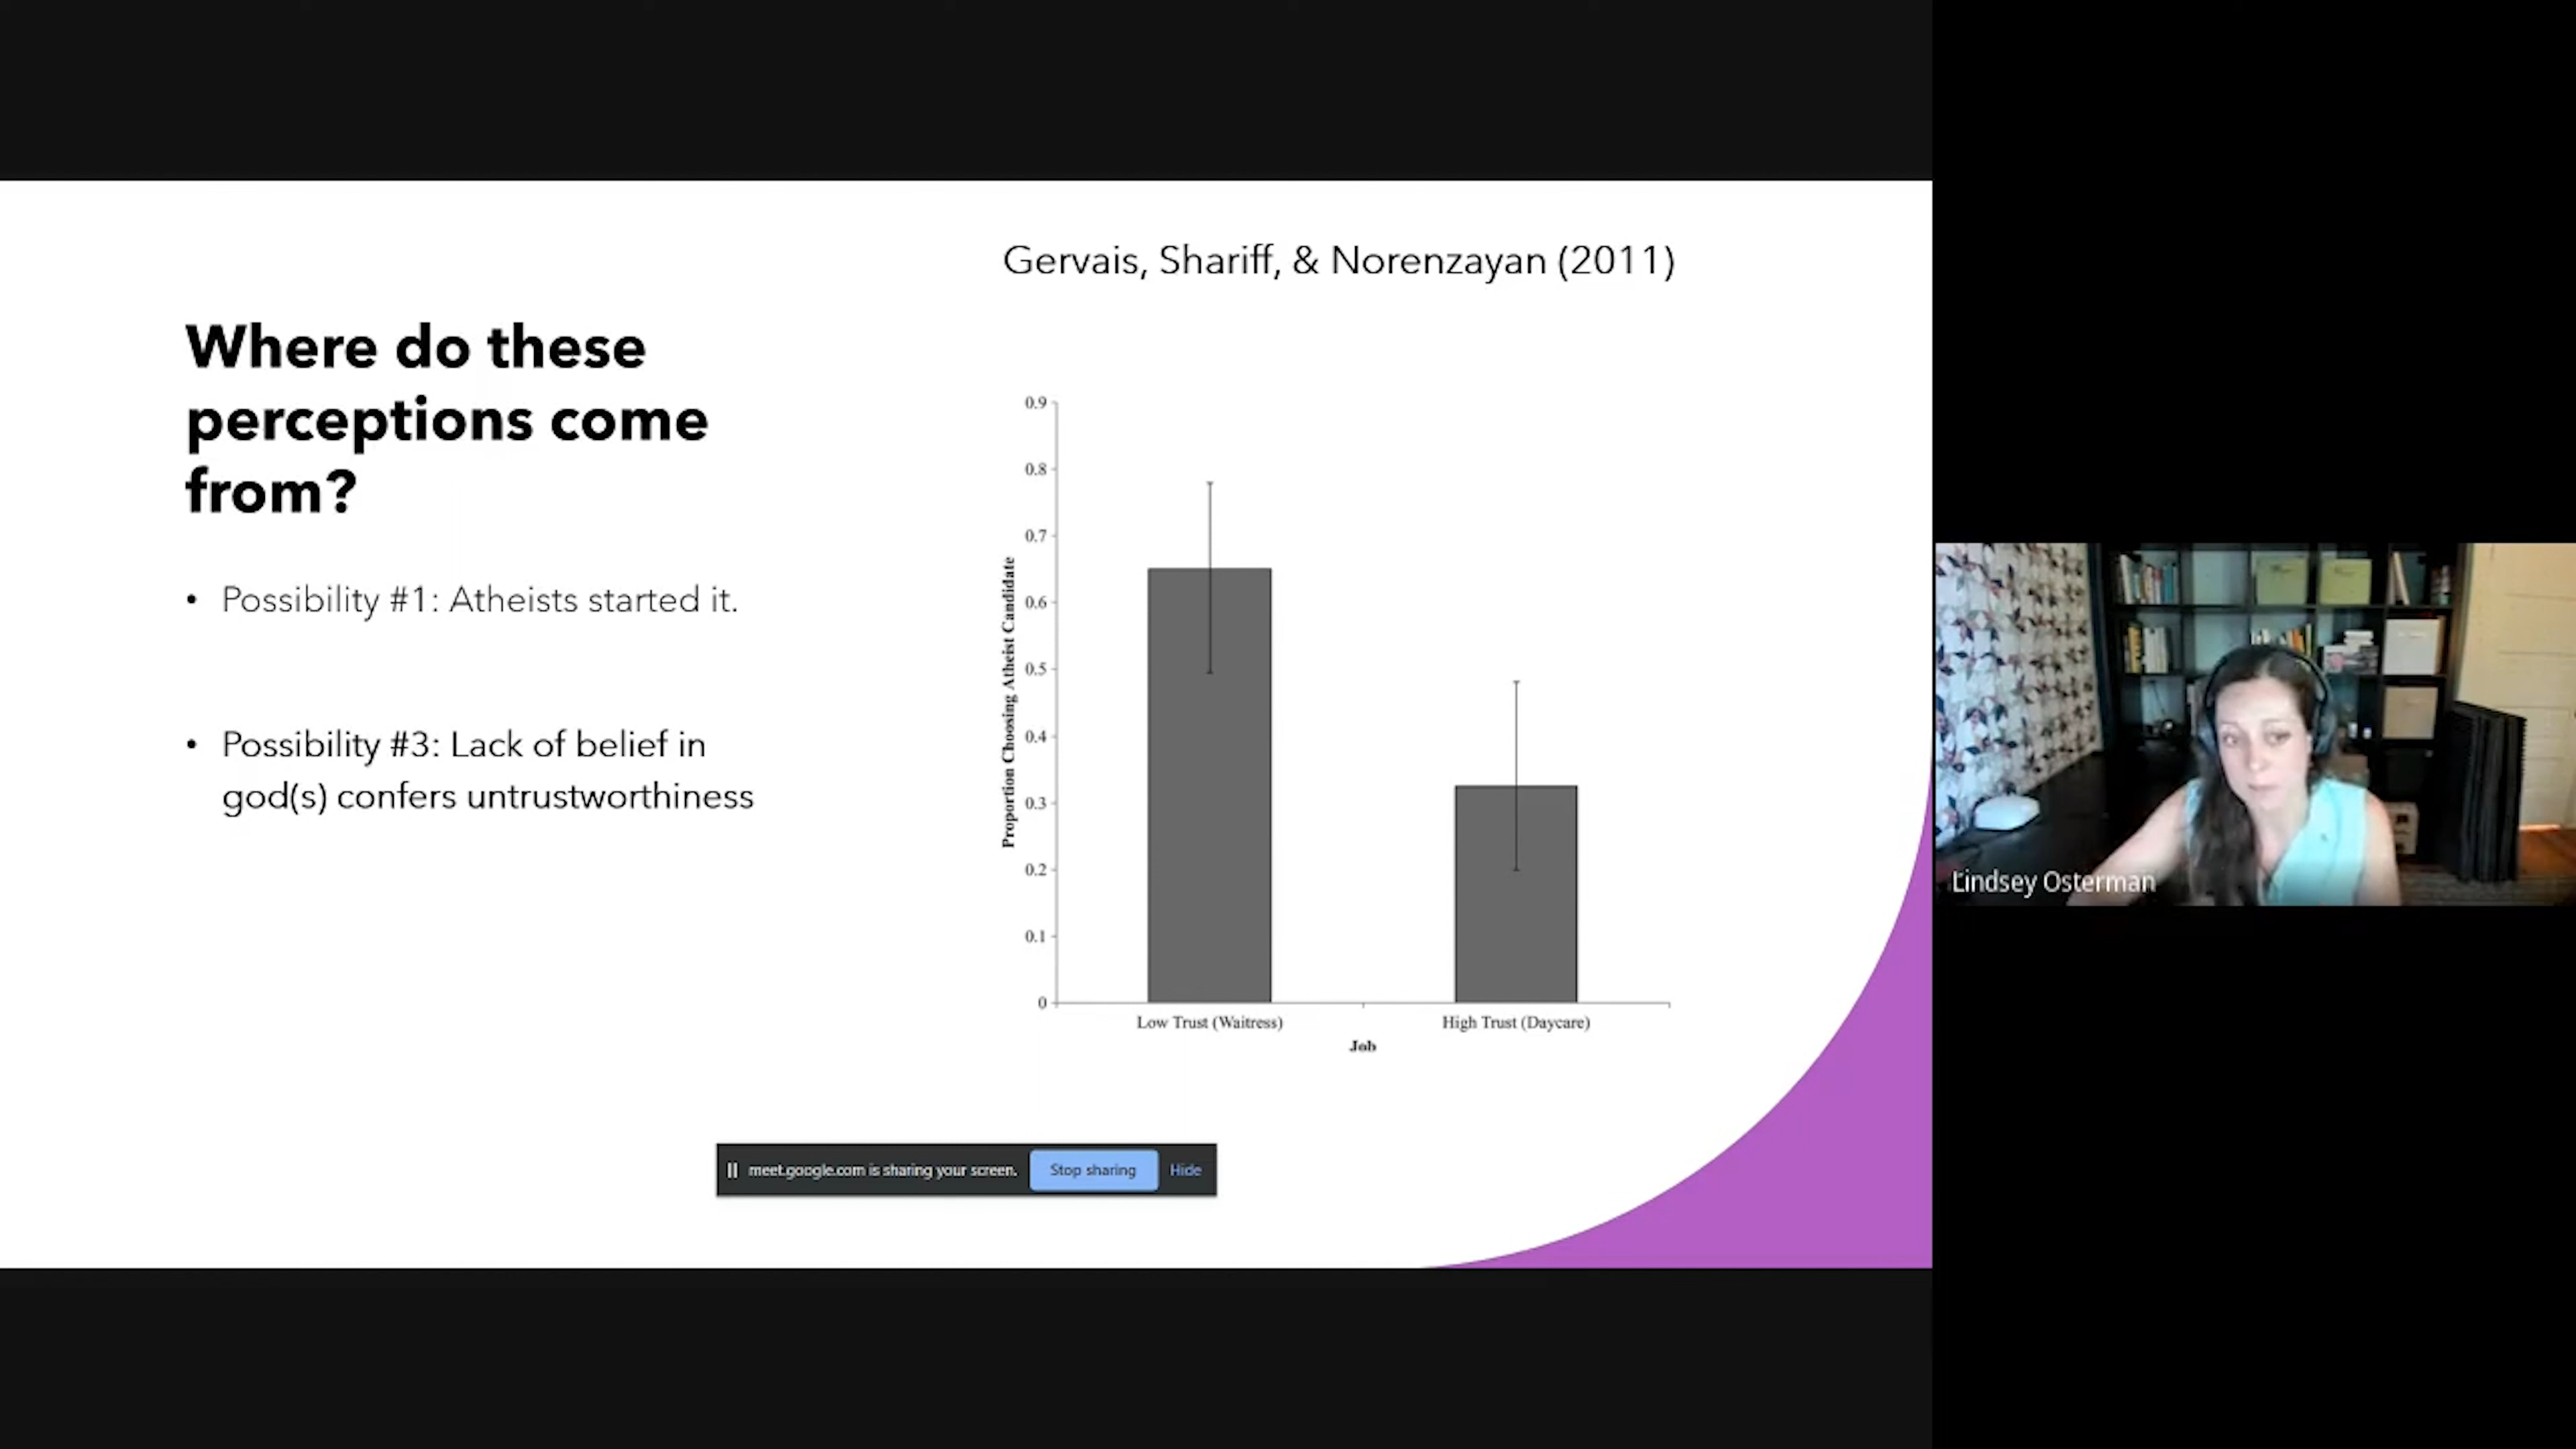 Gervais, Shariff, & Norenzayan (2011)
Where do these
perceptions come
from?
• Possibility #1: Atheists started it.
• Possibility #3: Lack of belief in
god(s) confers untrustworthiness
Proportion Choosing Atheist Candidate
0.9
0.8
0.7
0.6
0.5
0.4
0.3
0.2
0.1
0
Low Trust (Waitress)
High Trust (Daycare)
Job
meet.google.com is sharing your screen.
Stop sharing
Hide
Lindsey Osterman